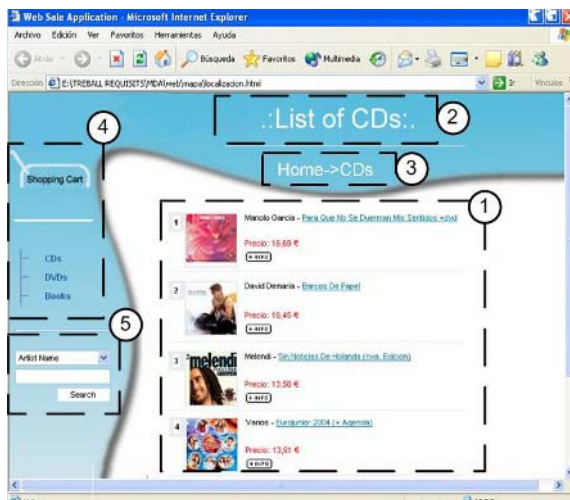 Web Sale Application - Microsoft Internet Explorer
Archivo Edición Ver Favoritos Herramientas Ayuda
Atrás Búsqueda Favoritos Multimedia
Dirección E:\TREBALL REQUISITS\MDA\web\mapa\localizacion.html Ir Vínculos
.:List of CDs:.
2
4
Home->CDs
3
Shopping Cart
1
1 Manolo Garcia - Para Que No Se Duerman Mis Sentidos +dvd
Precio: 16,69 €
+ INFO
CDs
DVDs
Books
2 David Demaria - Barcos De Papel
Precio: 16,45 €
+ INFO
5
Artist Name
Search
3 melendi Melendi - Sin Noticias De Holanda (nva. Edición)
Precio: 13,56 €
+ INFO
4 Varios - Eurojunior 2004 (+ Agenda)
Precio: 13,61 €
+ INFO